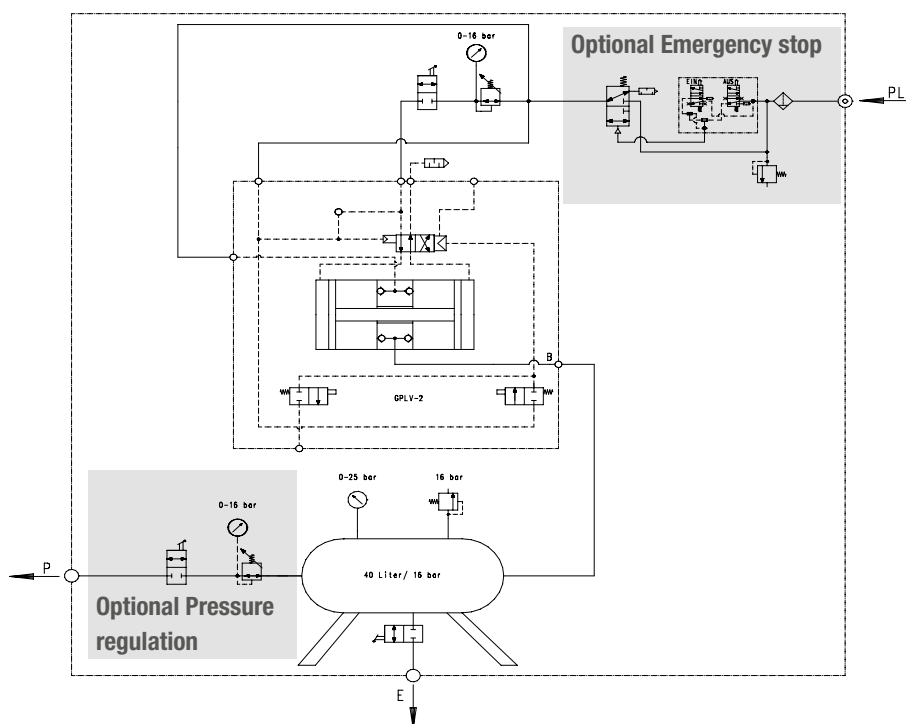 Optional Emergency stop
0-16 bar
EIN
AUS
PL
B
GPLV-2
0-25 bar
16 bar
0-16 bar
P
40 Liter/ 16 bar
Optional Pressure
regulation
E